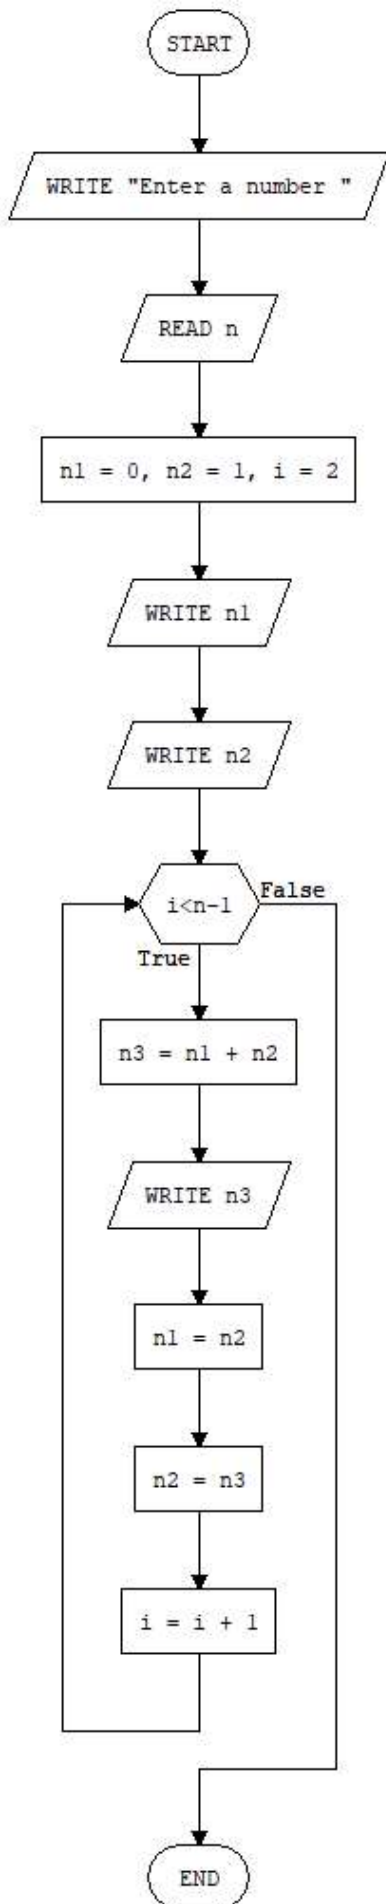 START
WRITE "Enter a number "
READ n
n1 = 0, n2 = 1, i = 2
WRITE n1
WRITE n2
i<n-1
False
True
n3 = n1 + n2
WRITE n3
n1 = n2
n2 = n3
i = i + 1
END